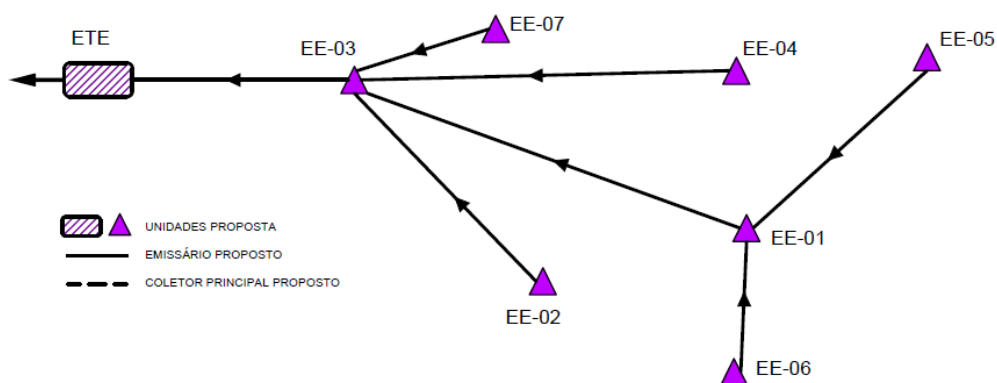 EE-07
ETE
EE-03
EE-04
EE-05
UNIDADES PROPOSTA
EE-01
EMISSÁRIO PROPOSTO
COLETOR PRINCIPAL PROPOSTO
EE-02
EE-06